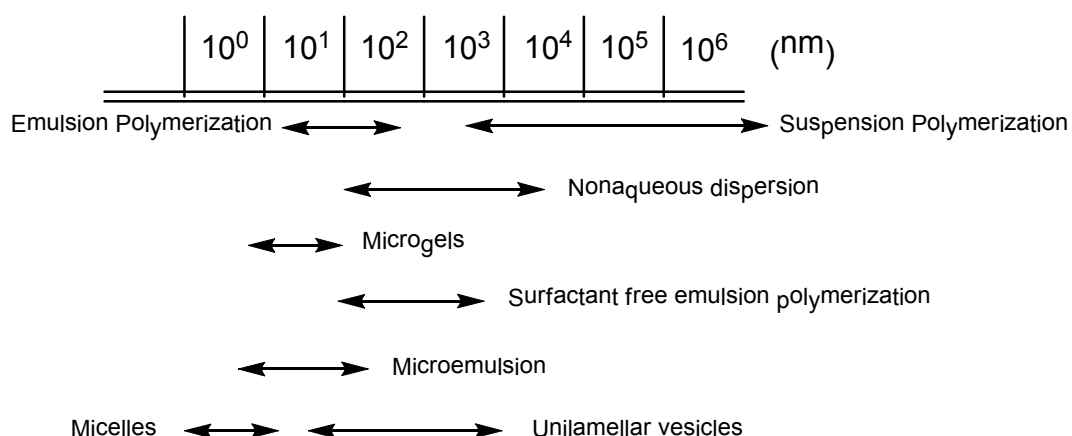 10⁰ 10¹ 10² 10³ 10⁴ 10⁵ 10⁶ (nm)
Emulsion Polymerization Suspension Polymerization
Nonaqueous dispersion
Microgels
Surfactant free emulsion polymerization
Microemulsion
Micelles Unilamellar vesicles